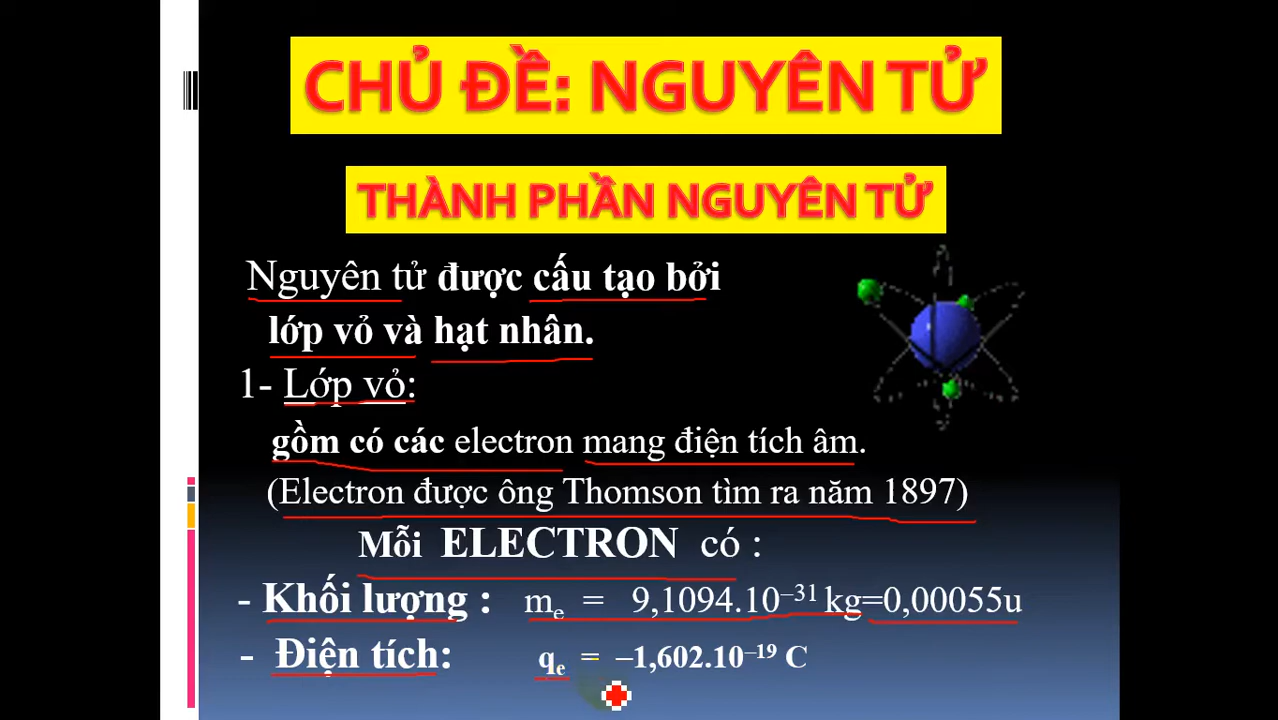 CHỦ ĐỀ: NGUYÊN TỬ
THÀNH PHẦN NGUYÊN TỬ
Nguyên tử được cấu tạo bởi
lớp vỏ và hạt nhân.
1- Lớp vỏ:
gồm có các electron mang điện tích âm.
(Electron được ông Thomson tìm ra năm 1897)
Mỗi ELECTRON có :
- Khối lượng : mₑ = 9,1094.10⁻³¹ kg=0,00055u
- Điện tích: qₑ = –1,602.10⁻¹⁹ C